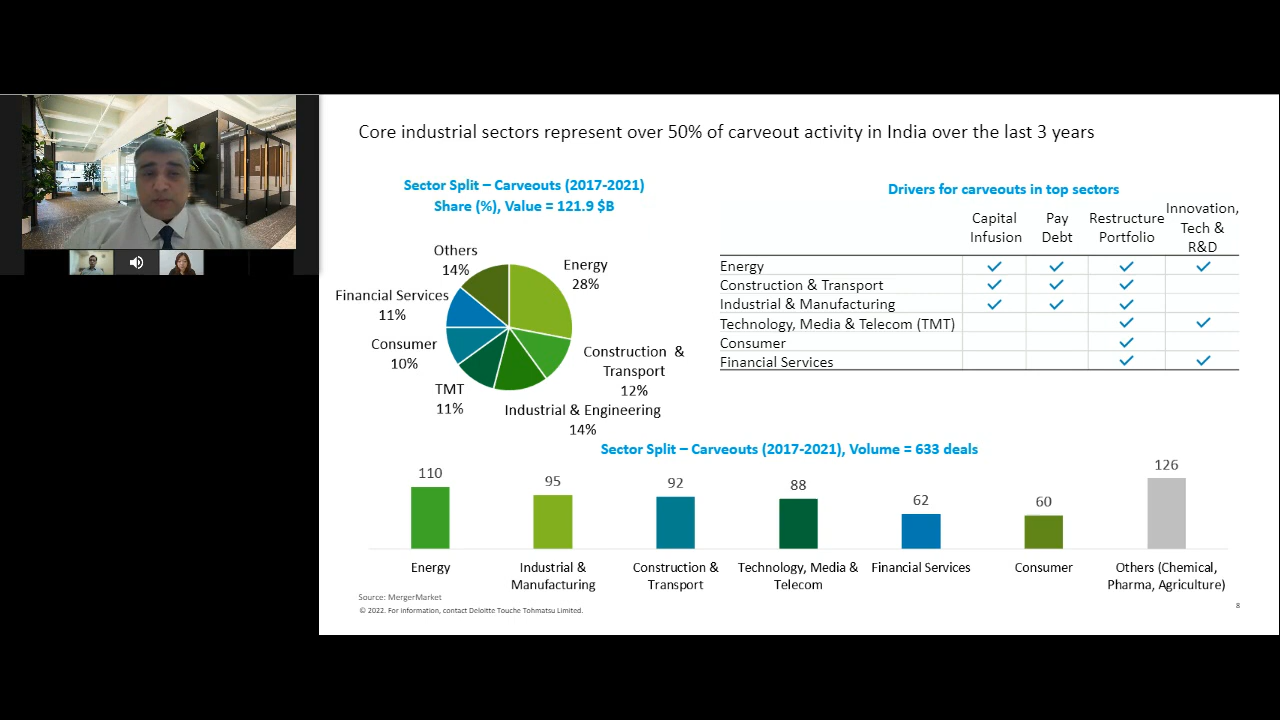 Core industrial sectors represent over 50% of carveout activity in India over the last 3 years
Sector Split – Carveouts (2017-2021)
Share (%), Value = 121.9 $B
Others
14%
Energy
28%
Financial Services
11%
Consumer
10%
Construction &
Transport
12%
TMT
11%
Industrial & Engineering
14%
Drivers for carveouts in top sectors
Capital
Infusion
Pay
Debt
Restructure
Portfolio
Innovation,
Tech &
R&D
Energy
Construction & Transport
Industrial & Manufacturing
Technology, Media & Telecom (TMT)
Consumer
Financial Services
Sector Split – Carveouts (2017-2021), Volume = 633 deals
110
95
92
88
62
60
126
Energy
Industrial &
Manufacturing
Construction &
Transport
Technology, Media &
Telecom
Financial Services
Consumer
Others (Chemical,
Pharma, Agriculture)
Source: MergerMarket
© 2022. For information, contact Deloitte Touche Tohmatsu Limited.
8